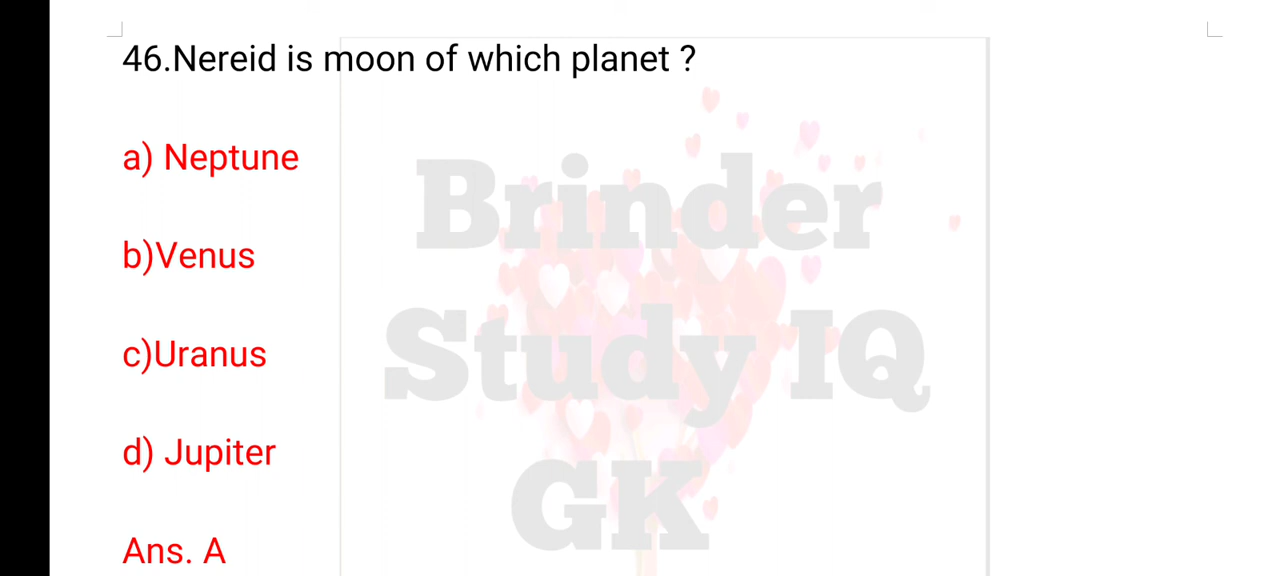 46.Nereid is moon of which planet ?
a) Neptune
b)Venus
c)Uranus
d) Jupiter
Ans. A
Brinder
Study IQ
GK